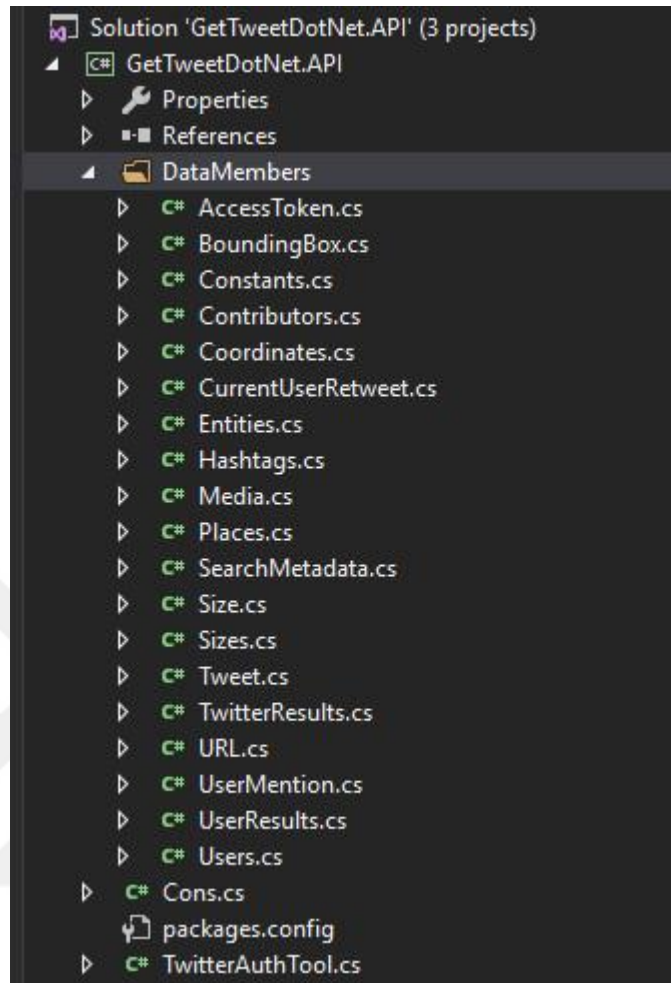 Solution 'GetTweetDotNet.API' (3 projects)
C# GetTweetDotNet.API
Properties
References
DataMembers
C# AccessToken.cs
C# BoundingBox.cs
C# Constants.cs
C# Contributors.cs
C# Coordinates.cs
C# CurrentUserRetweet.cs
C# Entities.cs
C# Hashtags.cs
C# Media.cs
C# Places.cs
C# SearchMetadata.cs
C# Size.cs
C# Sizes.cs
C# Tweet.cs
C# TwitterResults.cs
C# URL.cs
C# UserMention.cs
C# UserResults.cs
C# Users.cs
C# Cons.cs
packages.config
C# TwitterAuthTool.cs